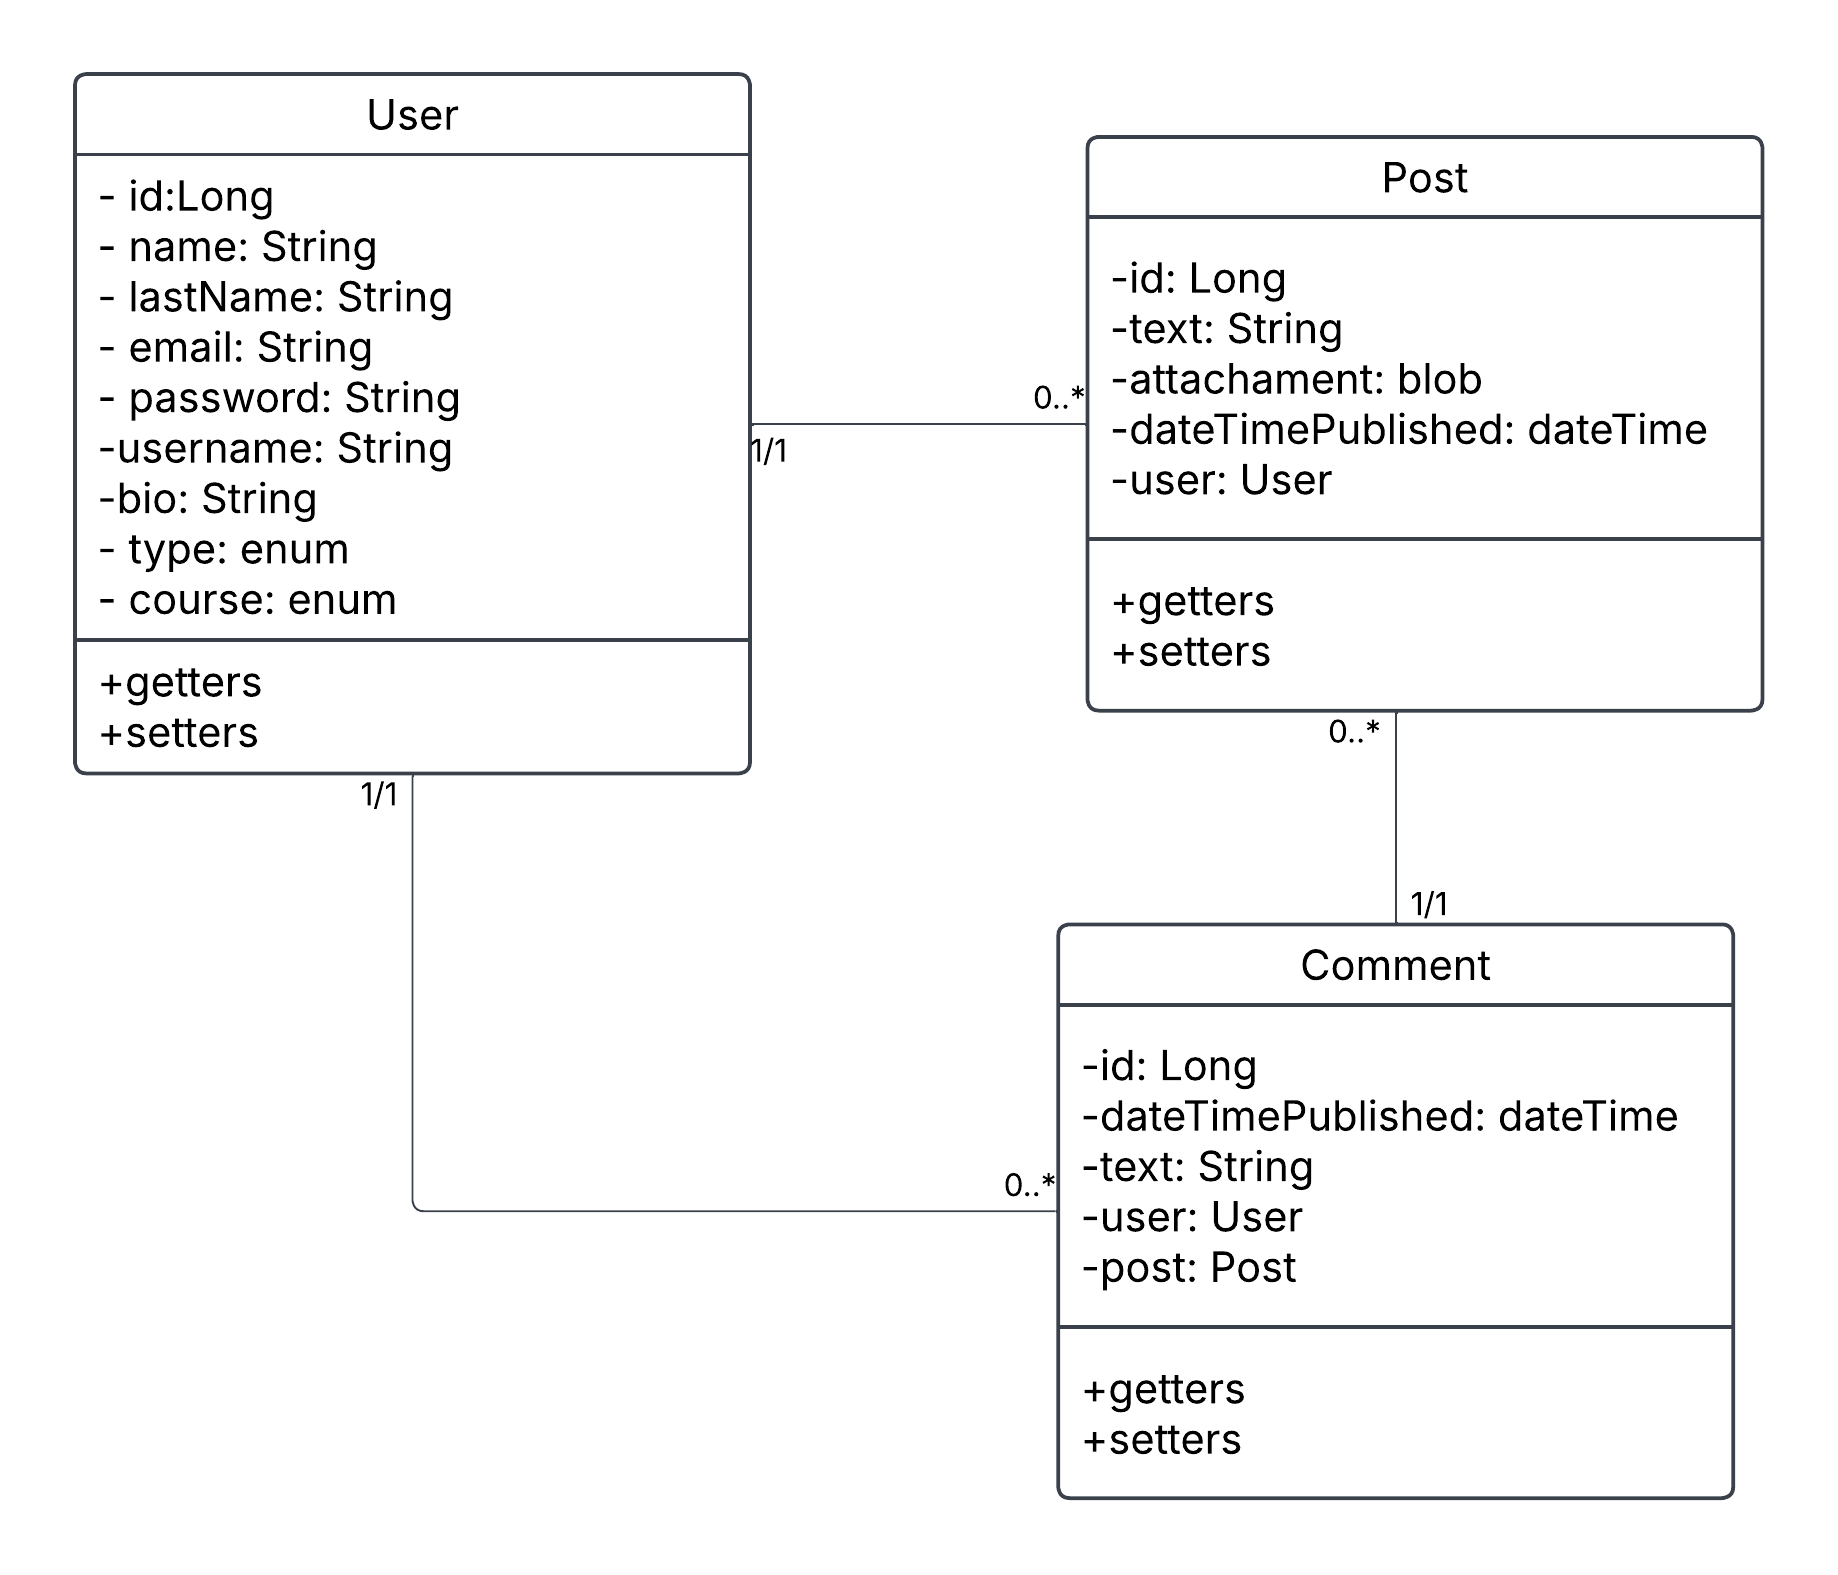 User
- id:Long
- name: String
- lastName: String
- email: String
- password: String
-username: String
-bio: String
- type: enum
- course: enum
+getters
+setters
1/1
0..*
1/1
Post
-id: Long
-text: String
-attachament: blob
-dateTimePublished: dateTime
-user: User
+getters
+setters
0..*
1/1
0..*
Comment
-id: Long
-dateTimePublished: dateTime
-text: String
-user: User
-post: Post
+getters
+setters